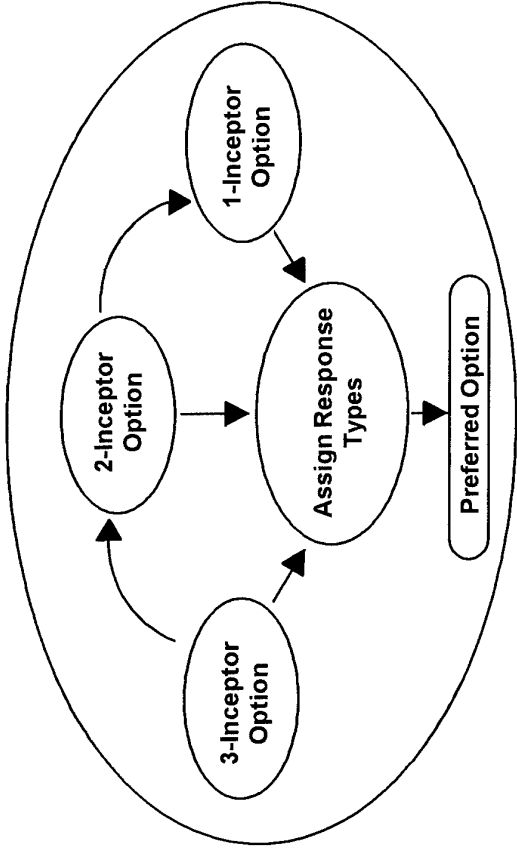 2-Inceptor
Option
3-Inceptor
Option
1-Inceptor
Option
Assign Response
Types
Preferred Option